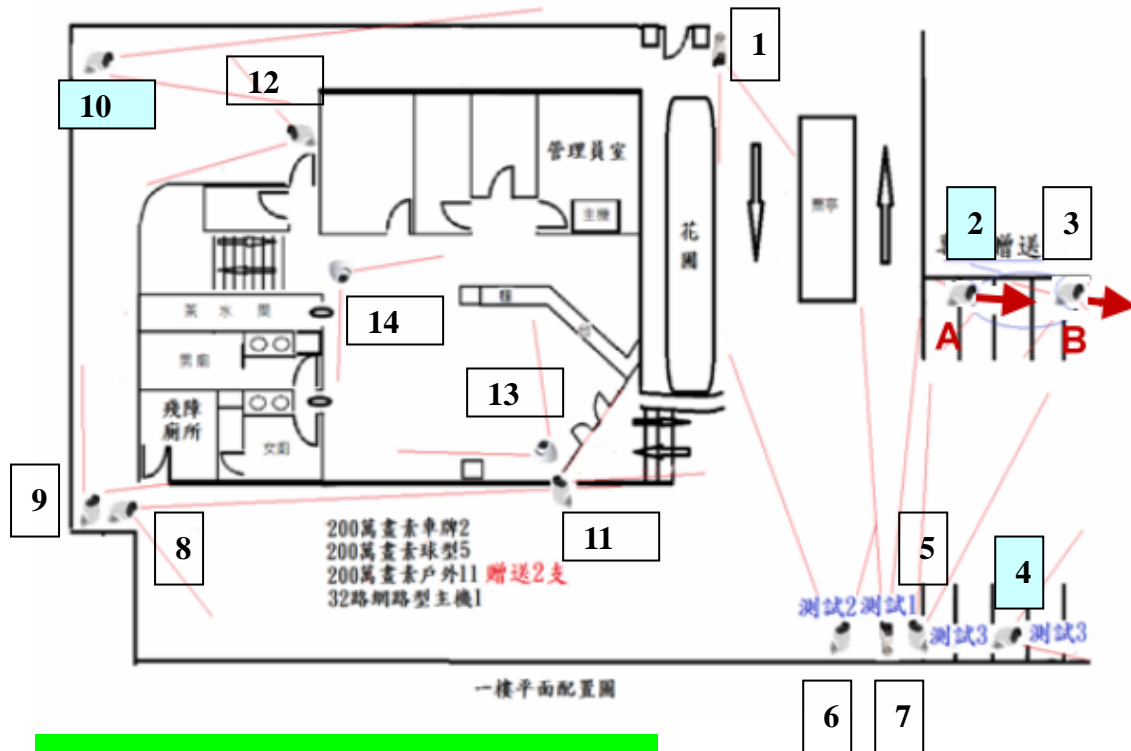 1
12
10
管理員室
主機
花圃
票亭
2
3
贈送
A
B
14
櫃
茶水間
男廁
13
殘障
廁所
女廁
9
8
11
200萬畫素車牌2
200萬畫素球型5
200萬畫素戶外11 贈送2支
32路網路型主機1
5
4
測試2
測試1
測試3
測試3
一樓平面配置圖
6
7